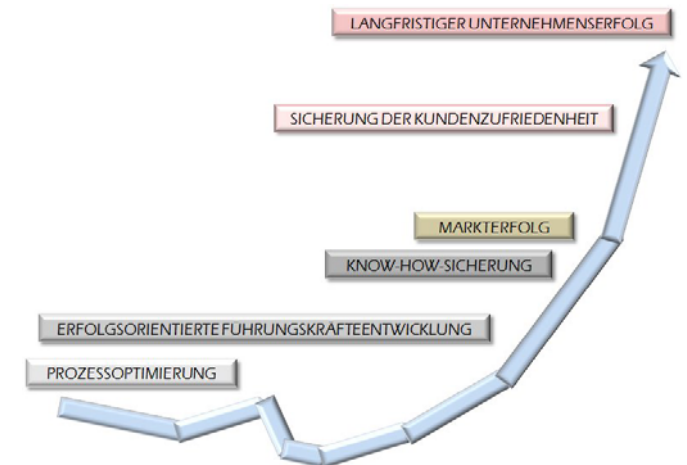 LANGFRISTIGER UNTERNEHMENSERFOLG
SICHERUNG DER KUNDENZUFRIEDENHEIT
MARKTERFOLG
KNOW-HOW-SICHERUNG
ERFOLGSORIENTIERTE FÜHRUNGSKRÄFTEENTWICKLUNG
PROZESSOPTIMIERUNG